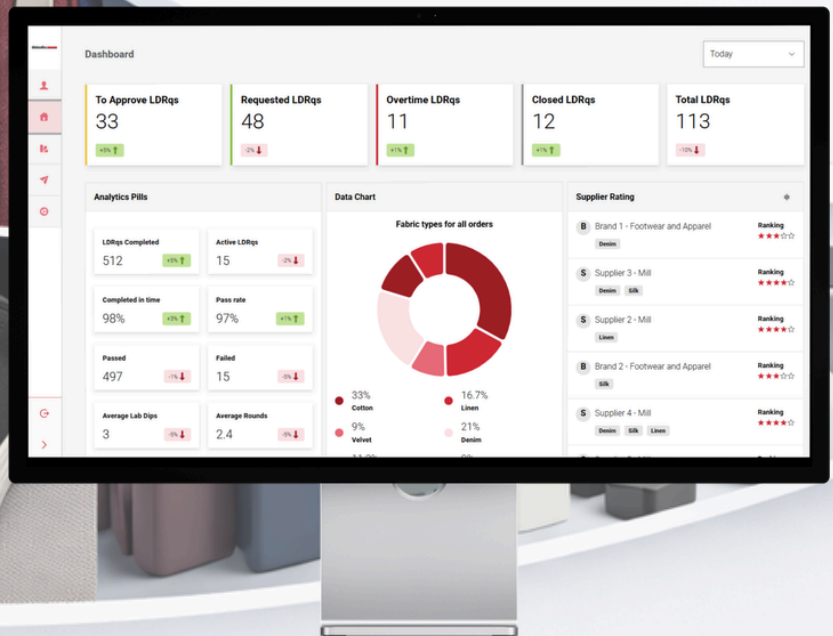 Dashboard
Today
To Approve LDRqs
33
+3%
Requested LDRqs
48
-2%
Overtime LDRqs
11
+1%
Closed LDRqs
12
+1%
Total LDRqs
113
-10%
Analytics Pills
LDRqs Completed
512
+5%
Active LDRqs
15
-2%
Completed in time
98%
+3%
Pass rate
97%
+1%
Passed
497
-1%
Failed
15
-5%
Average Lab Dips
3
-5%
Average Rounds
2.4
-5%
Data Chart
Fabric types for all orders
33%
Cotton
16.7%
Linen
9%
Velvet
21%
Denim
Supplier Rating
B Brand 1 - Footwear and Apparel
Denim
Ranking
S Supplier 3 - Mill
Denim Silk
Ranking
S Supplier 2 - Mill
Linen
Ranking
B Brand 2 - Footwear and Apparel
Silk
Ranking
S Supplier 4 - Mill
Denim Silk Linen
Ranking